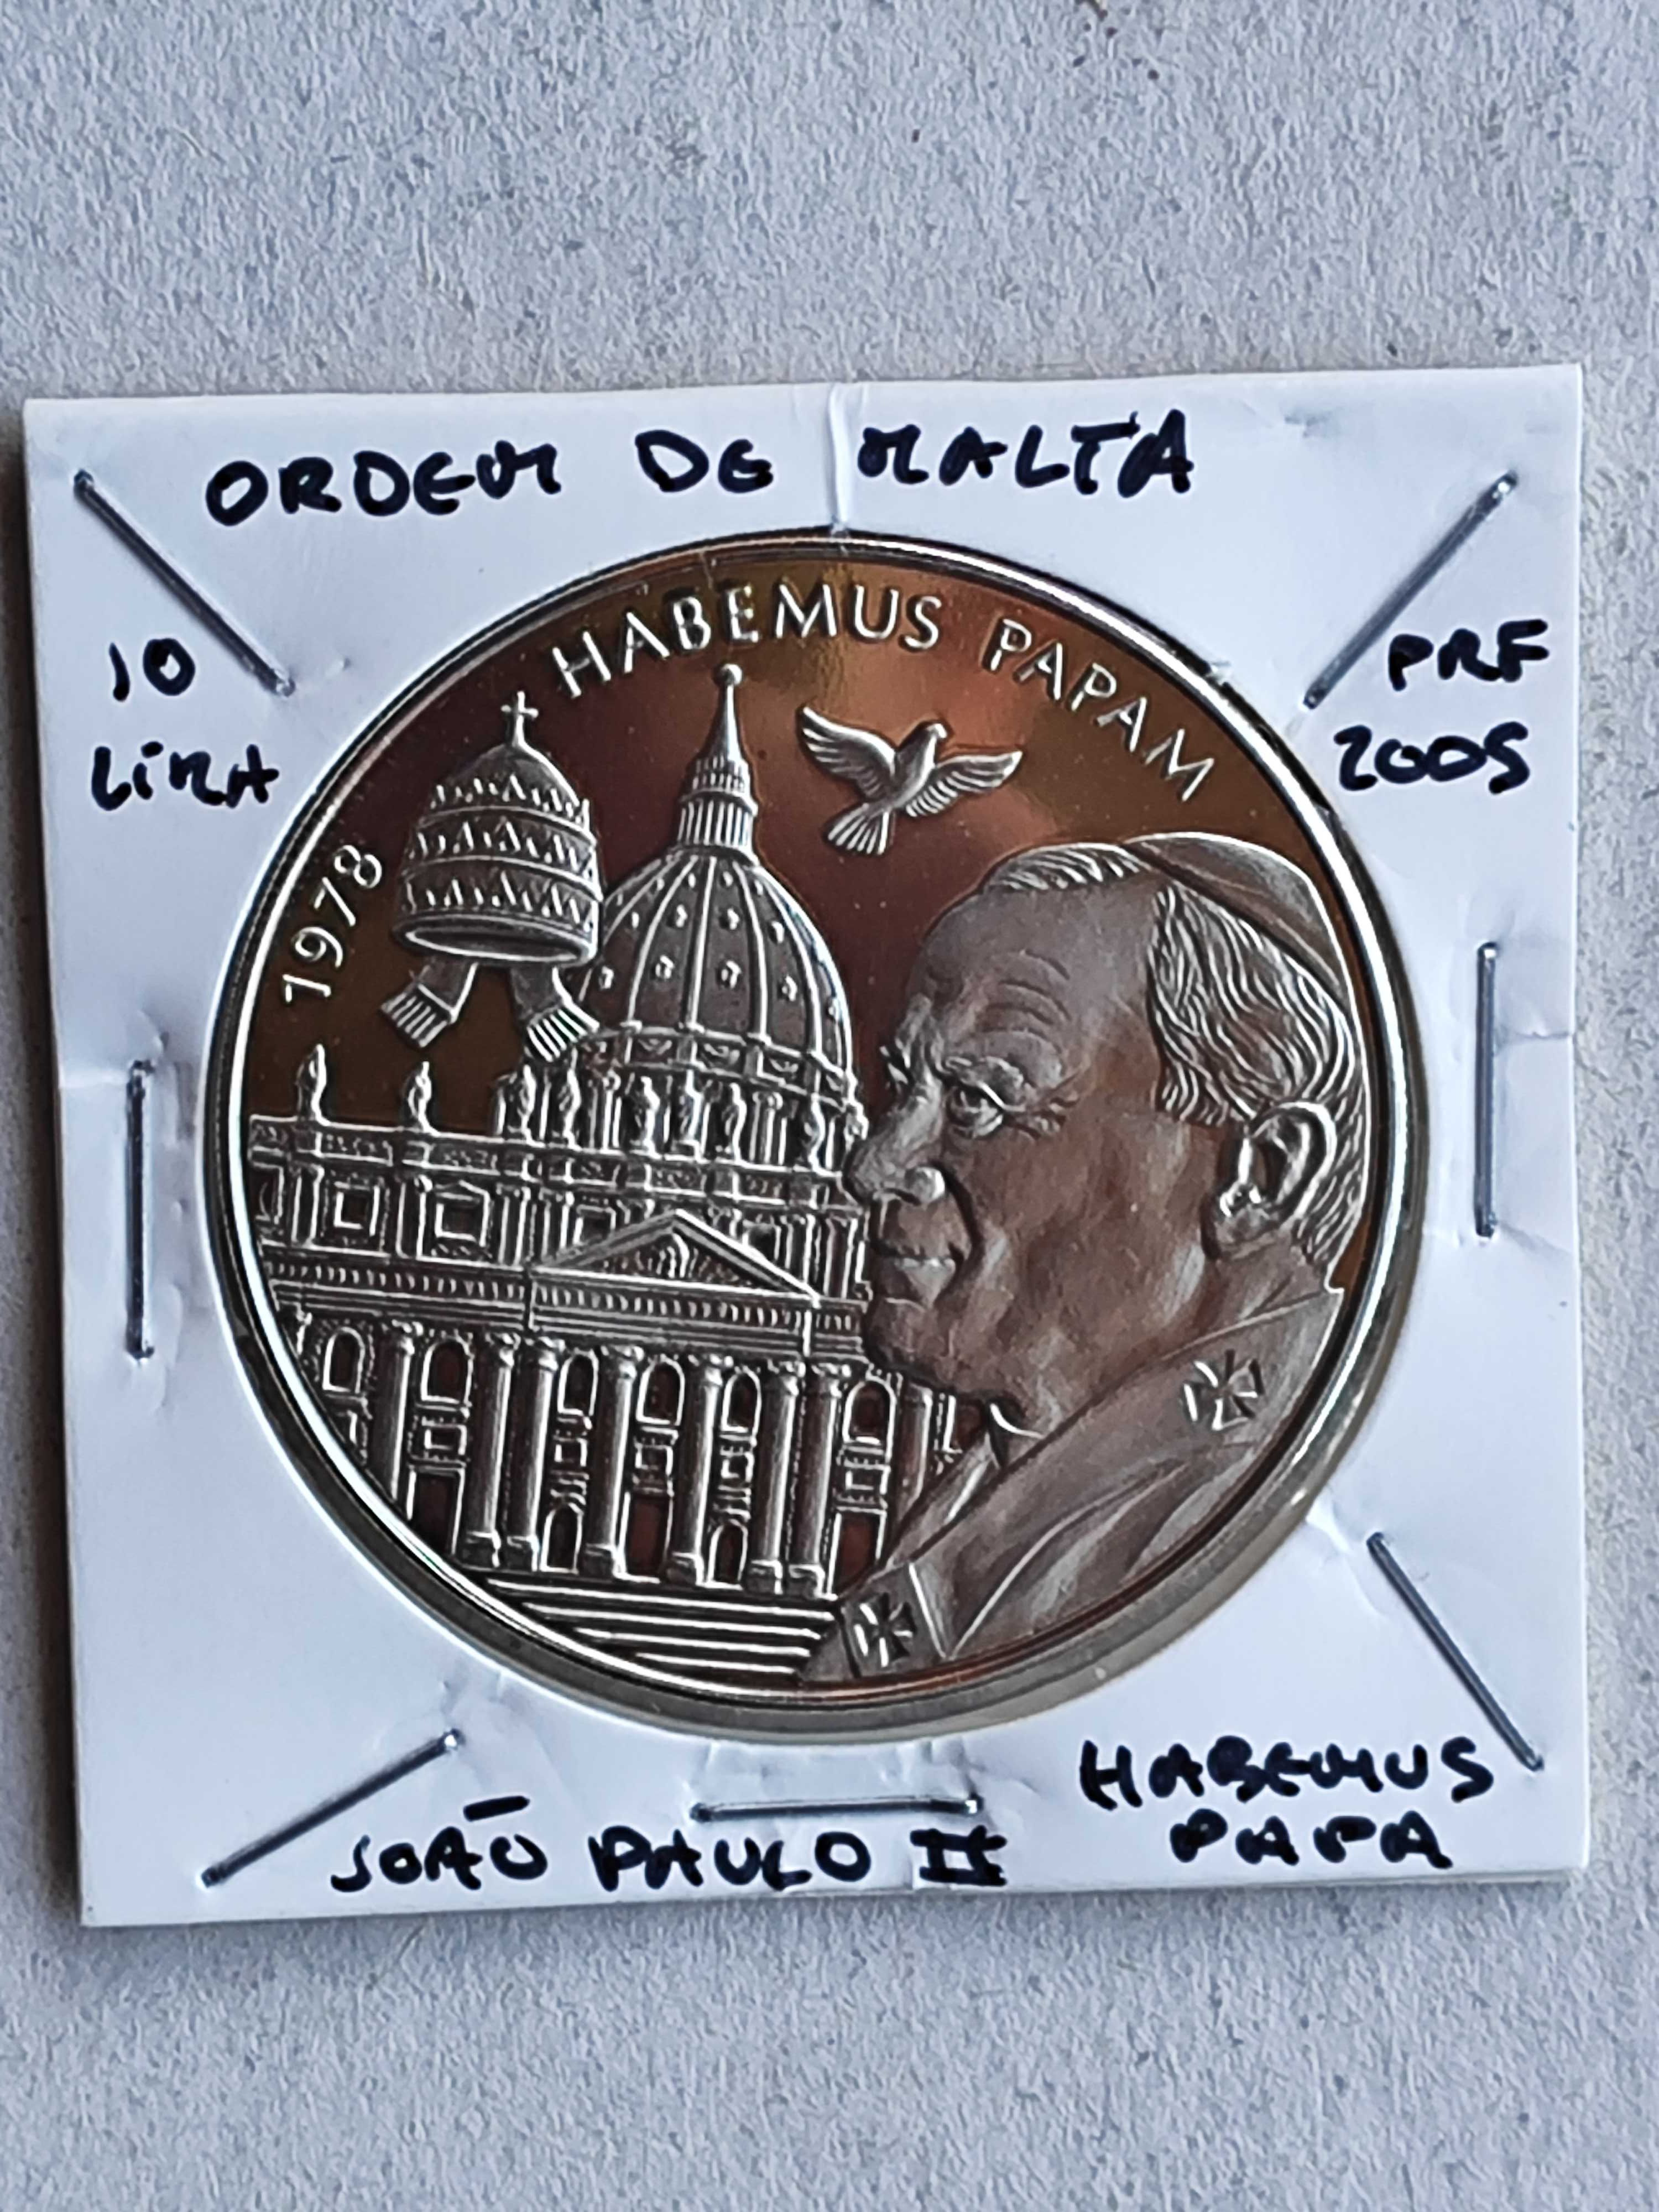 ORDEM DE MALTA
10
LIRA
PRF
2005
HABEMUS PAPAM
1978
JOÃO PAULO II
HABEMUS
PAPA